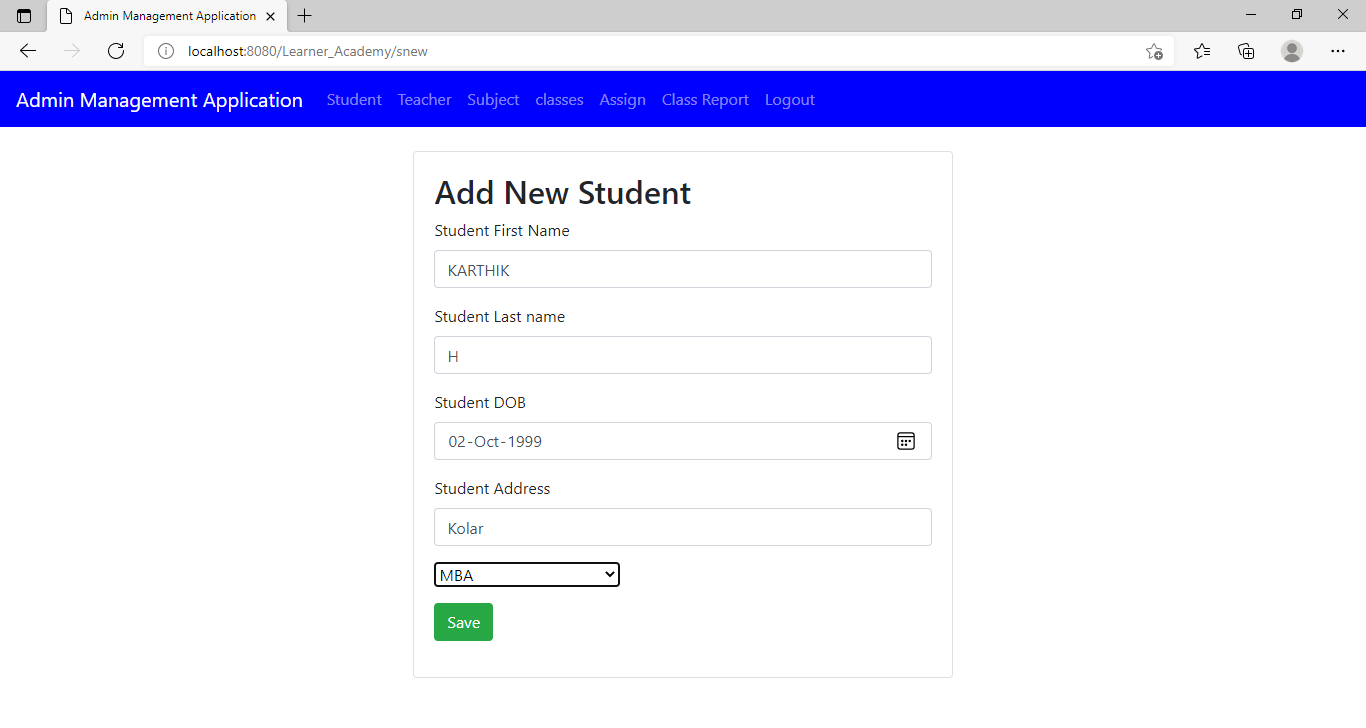 Admin Management Application
localhost:8080/Learner_Academy/snew
Admin Management Application Student Teacher Subject classes Assign Class Report Logout
Add New Student
Student First Name
KARTHIK
Student Last name
H
Student DOB
02-Oct-1999
Student Address
Kolar
MBA
Save